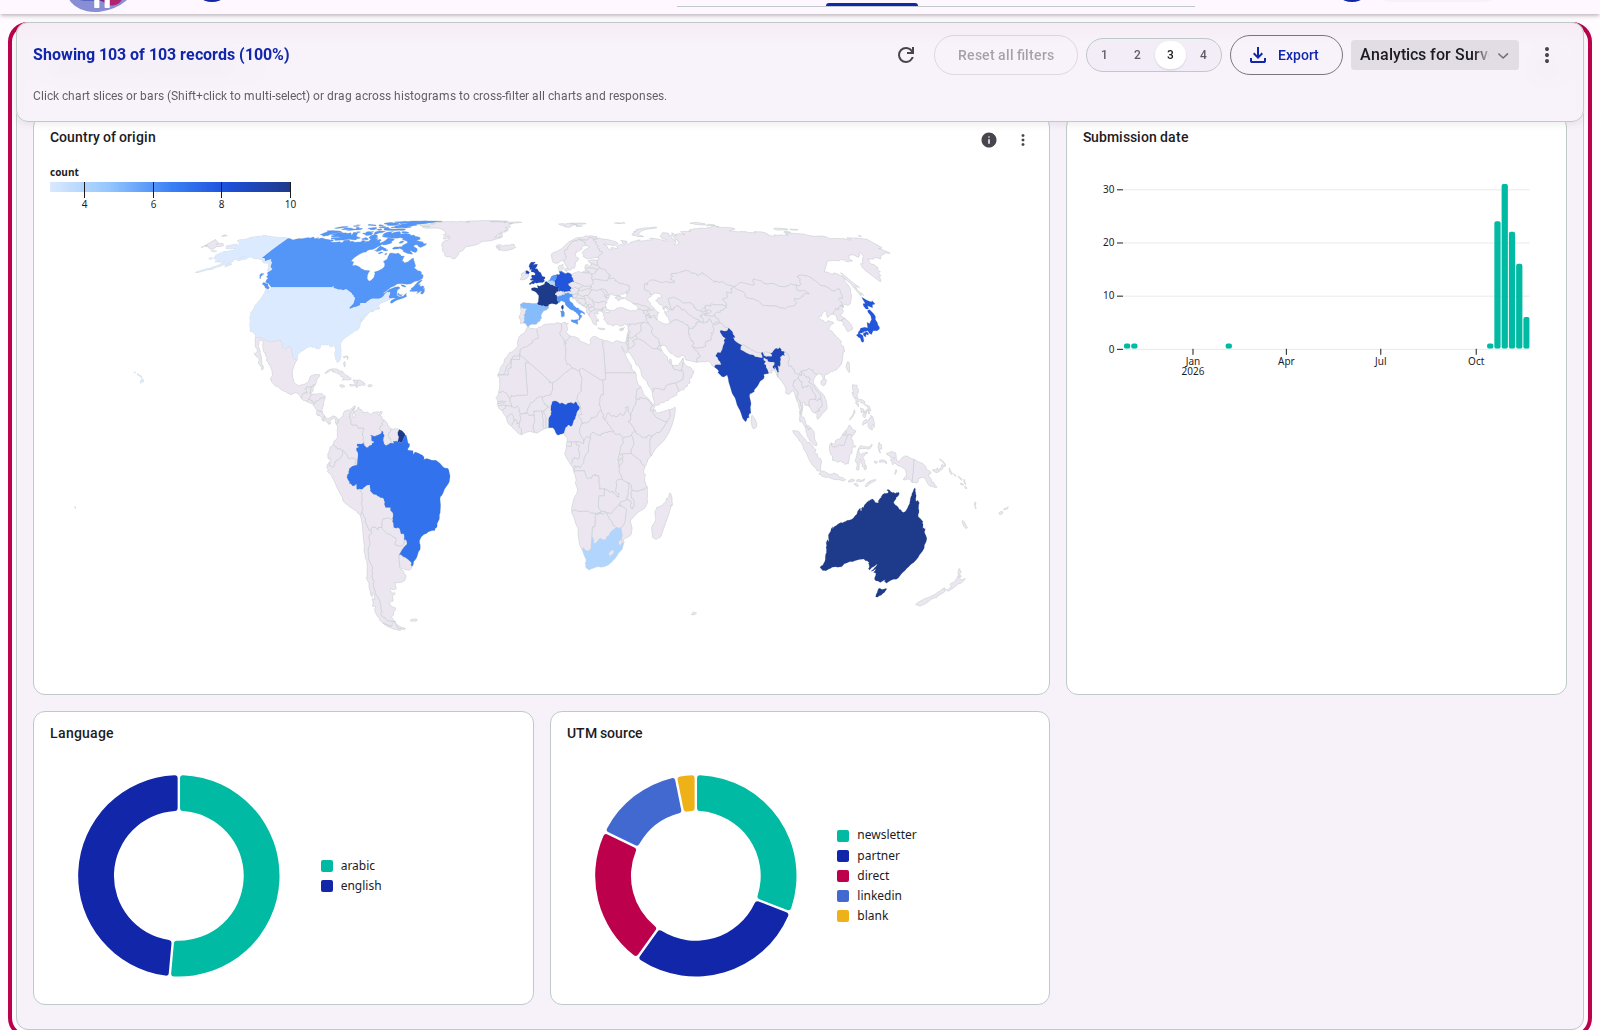 Showing 103 of 103 records (100%)
Reset all filters
1 2 3 4
Export
Analytics for Surv
Click chart slices or bars (Shift+click to multi-select) or drag across histograms to cross-filter all charts and responses.
Country of origin
count
4 6 8 10
Submission date
30
20
10
0
Jan Apr Jul Oct
2026
Language
arabic
english
UTM source
newsletter
partner
direct
linkedin
blank